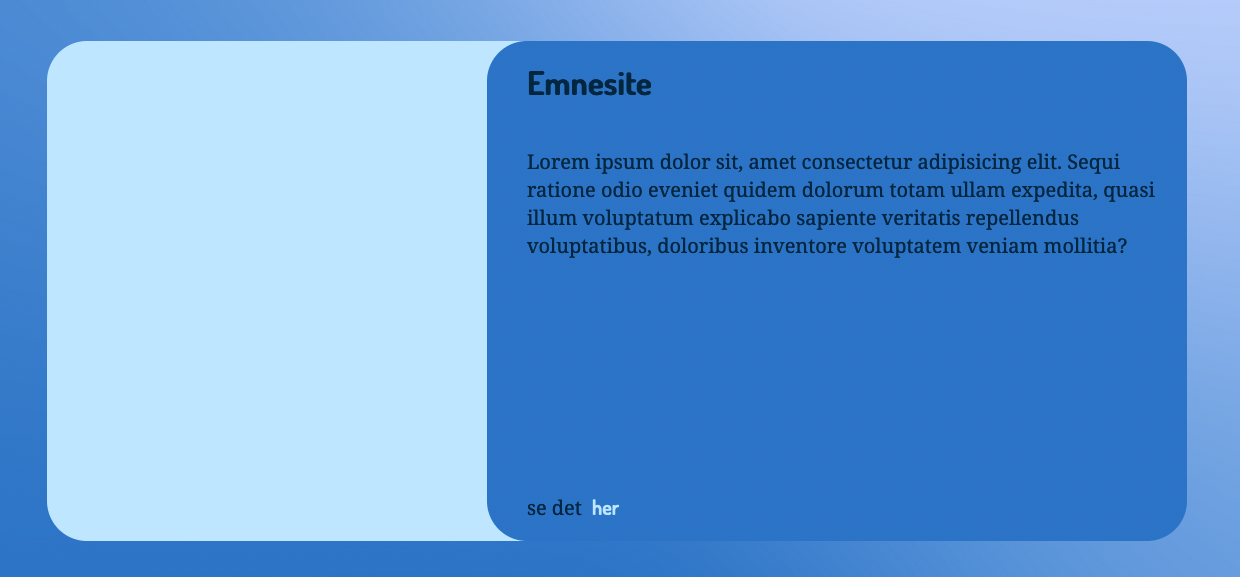 Emnesite
Lorem ipsum dolor sit, amet consectetur adipisicing elit. Sequi
ratione odio eveniet quidem dolorum totam ullam expedita, quasi
illum voluptatum explicabo sapiente veritatis repellendus
voluptatibus, doloribus inventore voluptatem veniam mollitia?
se det her